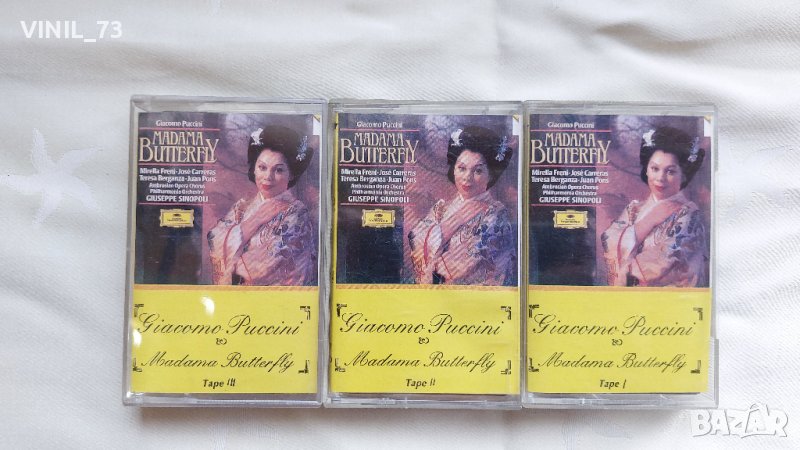 VINIL_73
Giacomo Puccini
MADAMA
BUTTERFLY
Mirella Freni·José Carreras
Teresa Berganza·Juan Pons
Ambrosian Opera Chorus
Philharmonia Orchestra
GIUSEPPE SINOPOLI
Giacomo Puccini
Madama Butterfly
Tape III
Giacomo Puccini
MADAMA
BUTTERFLY
Mirella Freni·José Carreras
Teresa Berganza·Juan Pons
Ambrosian Opera Chorus
Philharmonia Orchestra
GIUSEPPE SINOPOLI
Giacomo Puccini
Madama Butterfly
Tape II
Giacomo Puccini
MADAMA
BUTTERFLY
Mirella Freni·José Carreras
Teresa Berganza·Juan Pons
Ambrosian Opera Chorus
Philharmonia Orchestra
GIUSEPPE SINOPOLI
Giacomo Puccini
Madama Butterfly
Tape I
BAZAR